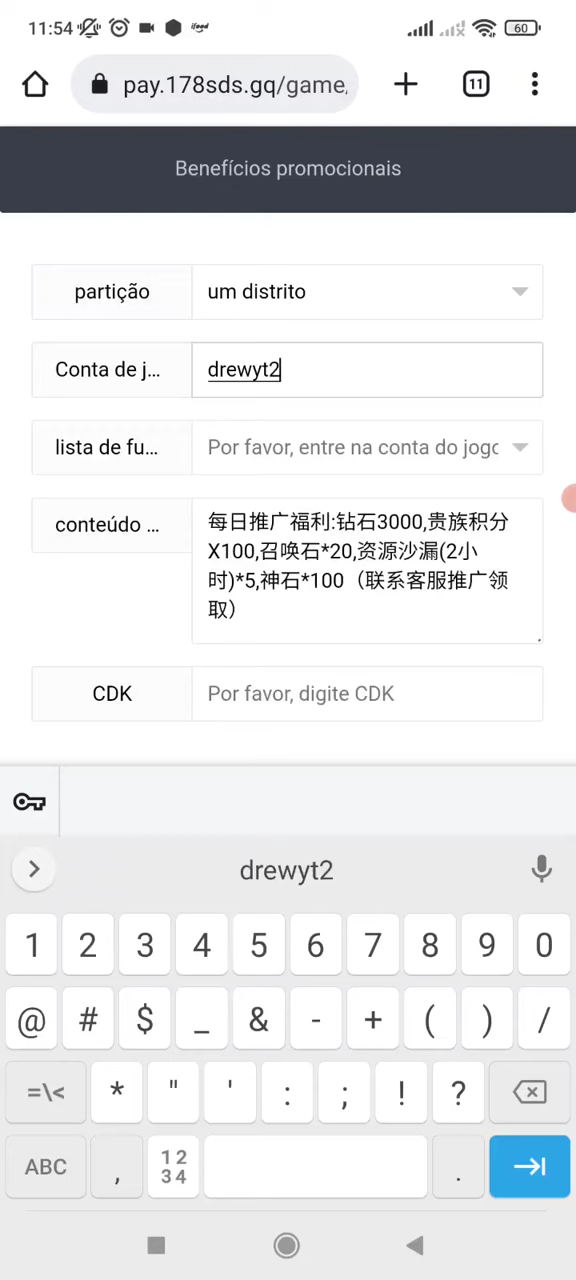 11:54
ifood
60
pay.178sds.gq/game,
11
Benefícios promocionais
partição
um distrito
Conta de j...
drewyt2
lista de fu...
Por favor, entre na conta do jogo
conteúdo ...
每日推广福利:钻石3000,贵族积分
X100,召唤石*20,资源沙漏(2小
时)*5,神石*100（联系客服推广领
取）
CDK
Por favor, digite CDK
drewyt2
1 2 3 4 5 6 7 8 9 0
@ # $ _ & - + ( ) /
=\< * " ' : ; ! ?
ABC , 12 .
34